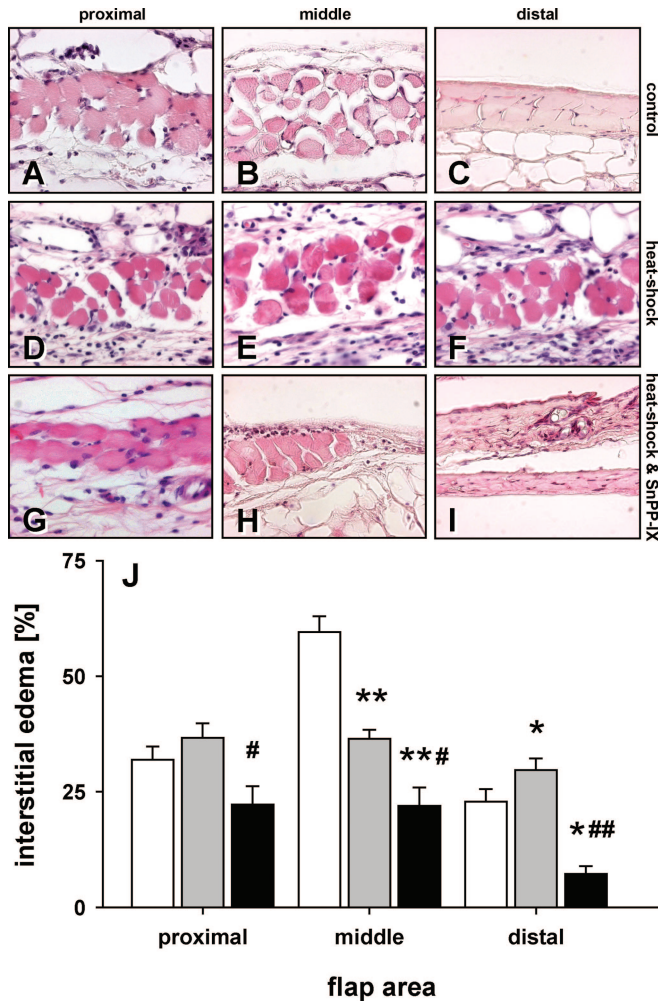 proximal middle distal
A B C
control
D E F
heat-shock
G H I
heat-shock & SnPP-IX
J
interstitial edema [%]
75
50
25
0
#
**
**#
*
*##
proximal middle distal
flap area